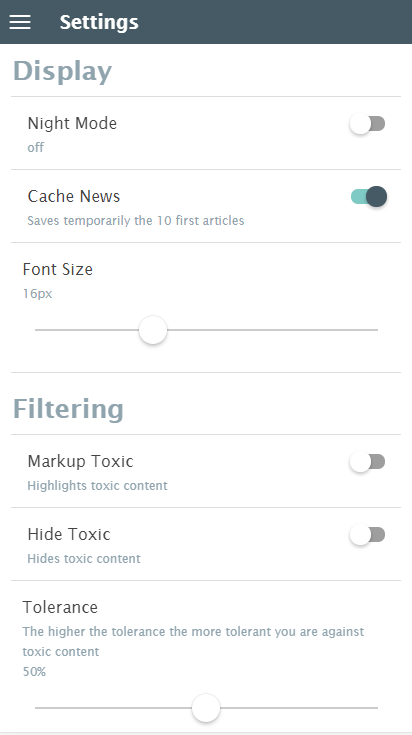 Settings
Display
Night Mode
off
Cache News
Saves temporarily the 10 first articles
Font Size
16px
Filtering
Markup Toxic
Highlights toxic content
Hide Toxic
Hides toxic content
Tolerance
The higher the tolerance the more tolerant you are against
toxic content
50%